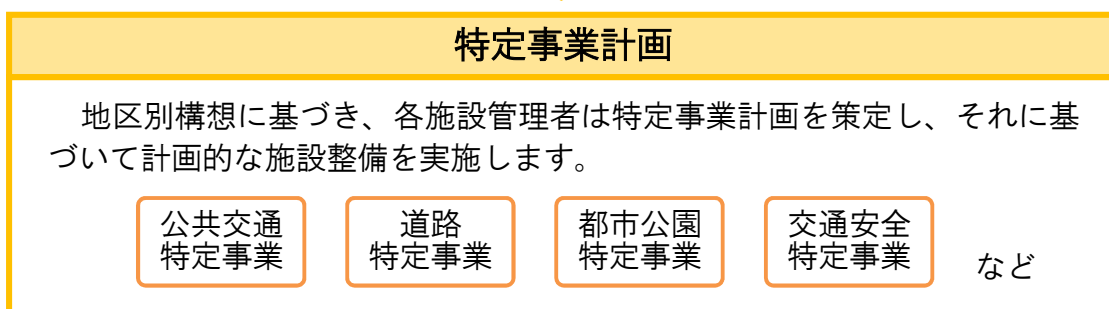 特定事業計画
地区別構想に基づき、各施設管理者は特定事業計画を策定し、それに基
づいて計画的な施設整備を実施します。
公共交通
特定事業
道路
特定事業
都市公園
特定事業
交通安全
特定事業
など